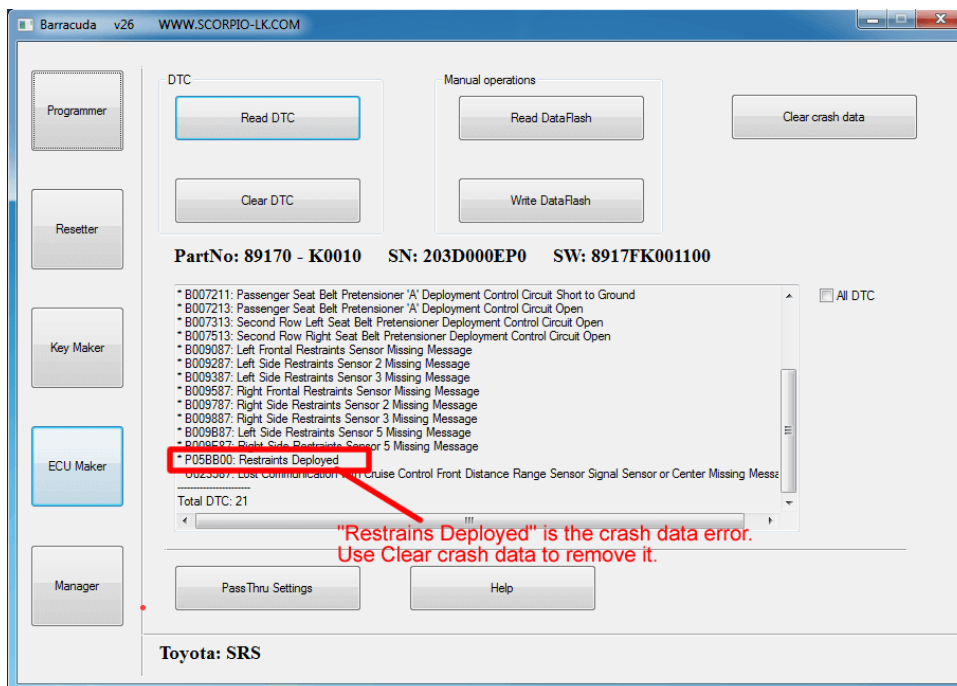 Barracuda v26 WWW.SCORPIO-LK.COM
DTC
Manual operations
Programmer
Read DTC
Read DataFlash
Clear crash data
Clear DTC
Write DataFlash
Resetter
PartNo: 89170 - K0010 SN: 203D000EP0 SW: 8917FK001100
* B007211: Passenger Seat Belt Pretensioner 'A' Deployment Control Circuit Short to Ground
All DTC
* B007213: Passenger Seat Belt Pretensioner 'A' Deployment Control Circuit Open
* B007313: Second Row Left Seat Belt Pretensioner Deployment Control Circuit Open
* B007513: Second Row Right Seat Belt Pretensioner Deployment Control Circuit Open
Key Maker
* B009087: Left Frontal Restraints Sensor Missing Message
* B009287: Left Side Restraints Sensor 2 Missing Message
* B009387: Left Side Restraints Sensor 3 Missing Message
* B009587: Right Frontal Restraints Sensor Missing Message
* B009787: Right Side Restraints Sensor 2 Missing Message
* B009887: Right Side Restraints Sensor 3 Missing Message
* B009B87: Left Side Restraints Sensor 5 Missing Message
* B009E87: Right Side Restraints Sensor 5 Missing Message
ECU Maker
* P05BB00: Restraints Deployed
Lost Communication Cruise Control Front Distance Range Sensor Signal Sensor or Center Missing Messa
Total DTC: 21
"Restrains Deployed" is the crash data error.
Use Clear crash data to remove it.
Manager
PassThru Settings
Help
Toyota: SRS